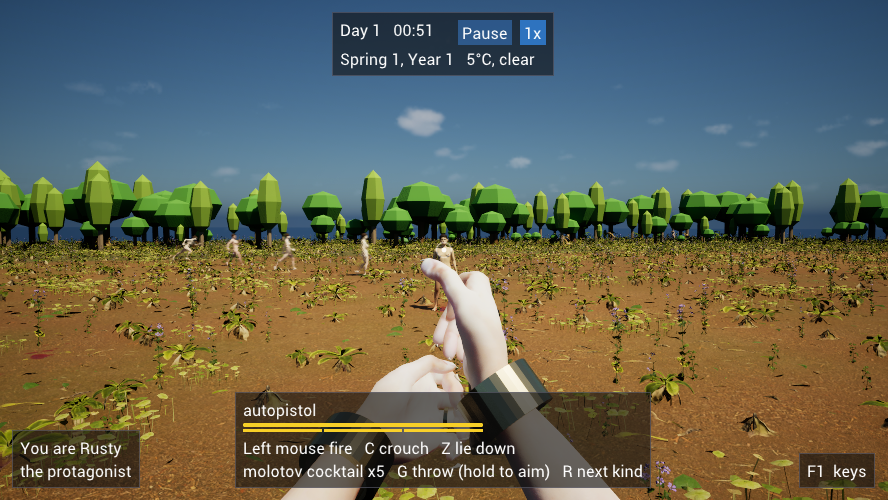 Day 1 00:51 Pause 1x
Spring 1, Year 1 5°C, clear
autopistol
Left mouse fire C crouch Z lie down
molotov cocktail x5 G throw (hold to aim) R next kind
You are Rusty
the protagonist
F1 keys